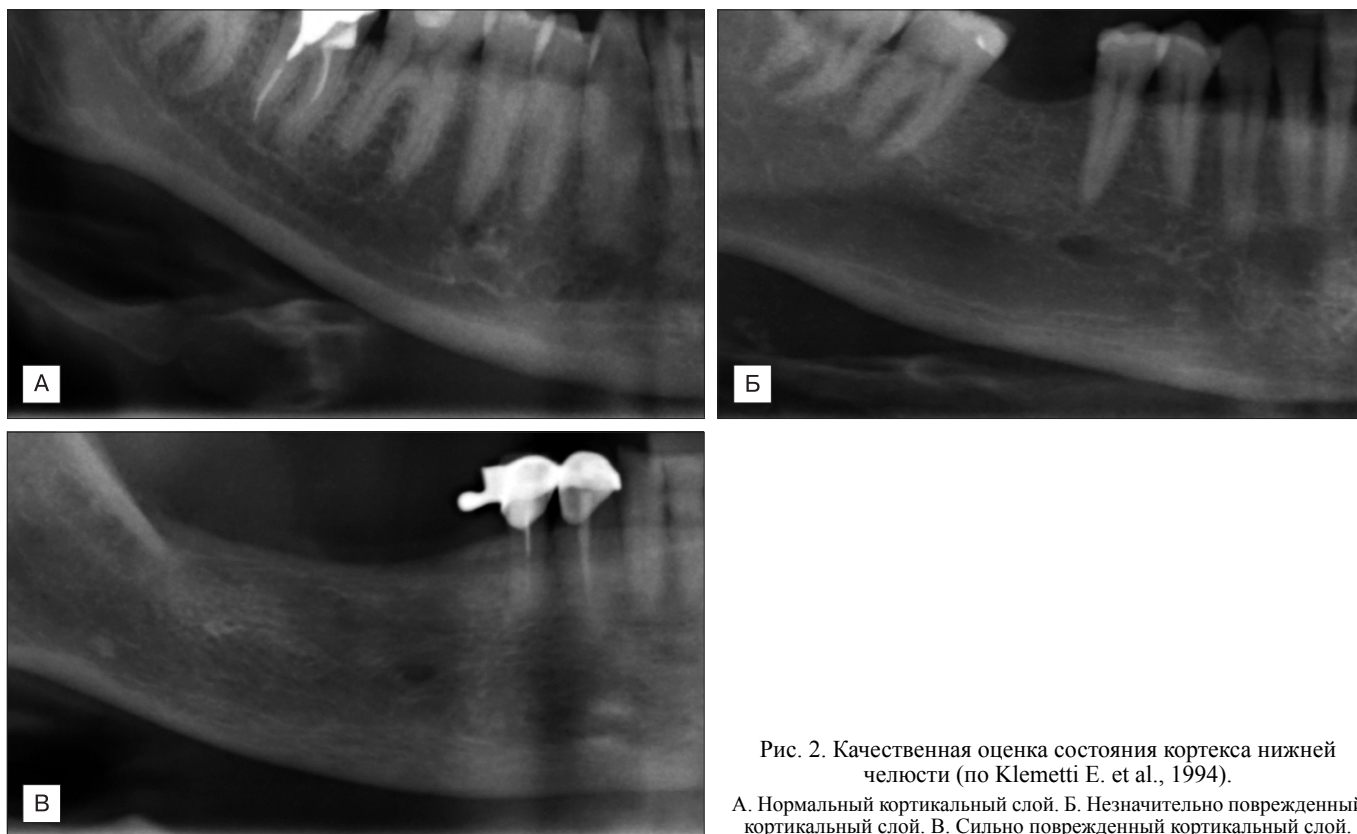 А
Б
В
Рис. 2. Качественная оценка состояния кортекса нижней
челюсти (по Klemetti E. et al., 1994).
А. Нормальный кортикальный слой. Б. Незначительно поврежденный
кортикальный слой. В. Сильно поврежденный кортикальный слой.